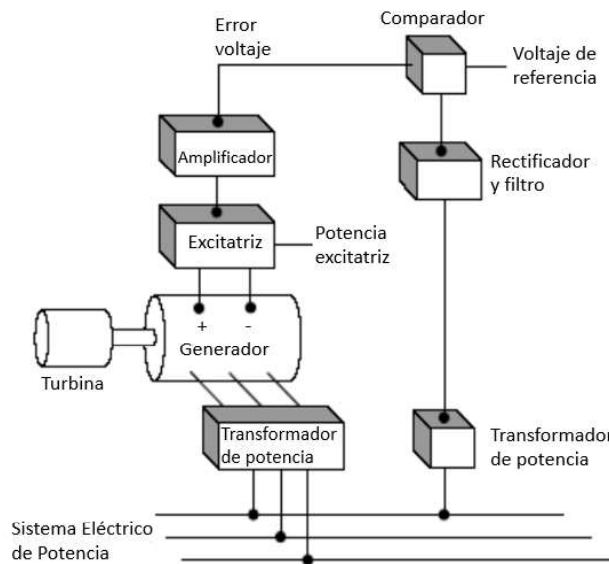 Comparador
Error
voltaje
Voltaje de
referencia
Amplificador
Rectificador
y filtro
Excitatriz
Potencia
excitatriz
+ -
Generador
Turbina
Transformador
de potencia
Transformador
de potencia
Sistema Eléctrico
de Potencia